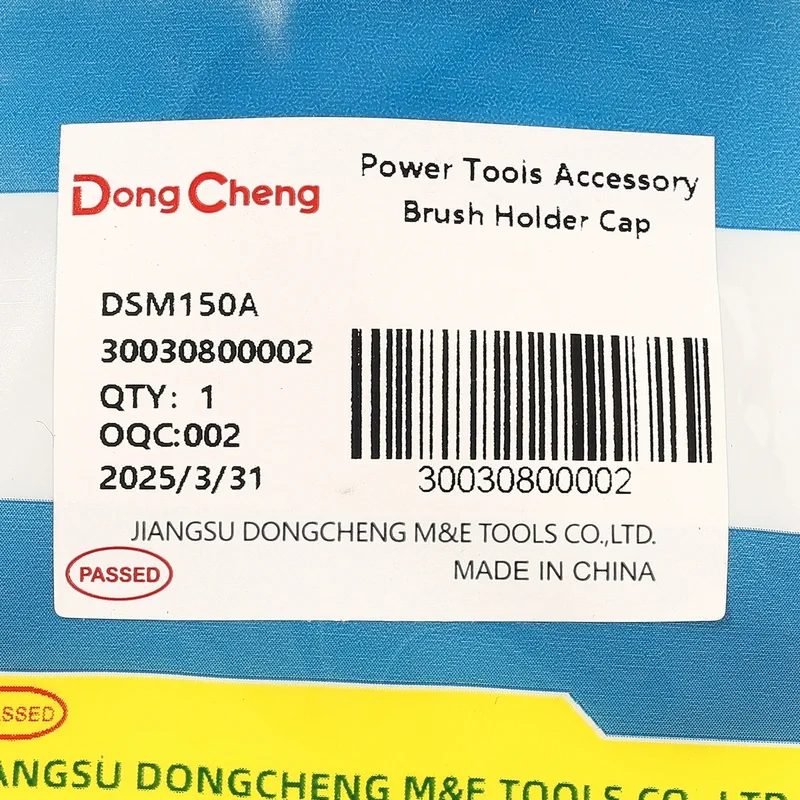 Dong Cheng
Power Tools Accessory
Brush Holder Cap
DSM150A
30030800002
QTY: 1
OQC:002
2025/3/31
30030800002
JIANGSU DONGCHENG M&E TOOLS CO.,LTD.
PASSED
MADE IN CHINA
SSED
ANGSU DONGCHENG M&E TOOLS CO., LTD